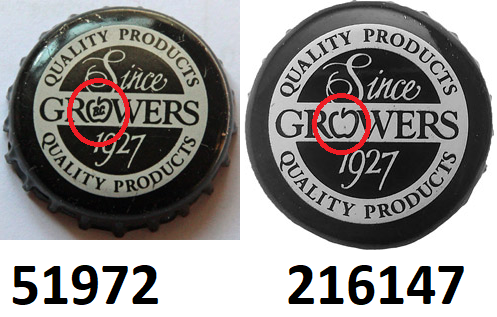 QUALITY PRODUCTS
Since
GROWERS
1927
QUALITY PRODUCTS
51972
QUALITY PRODUCTS
Since
GROWERS
1927
QUALITY PRODUCTS
216147